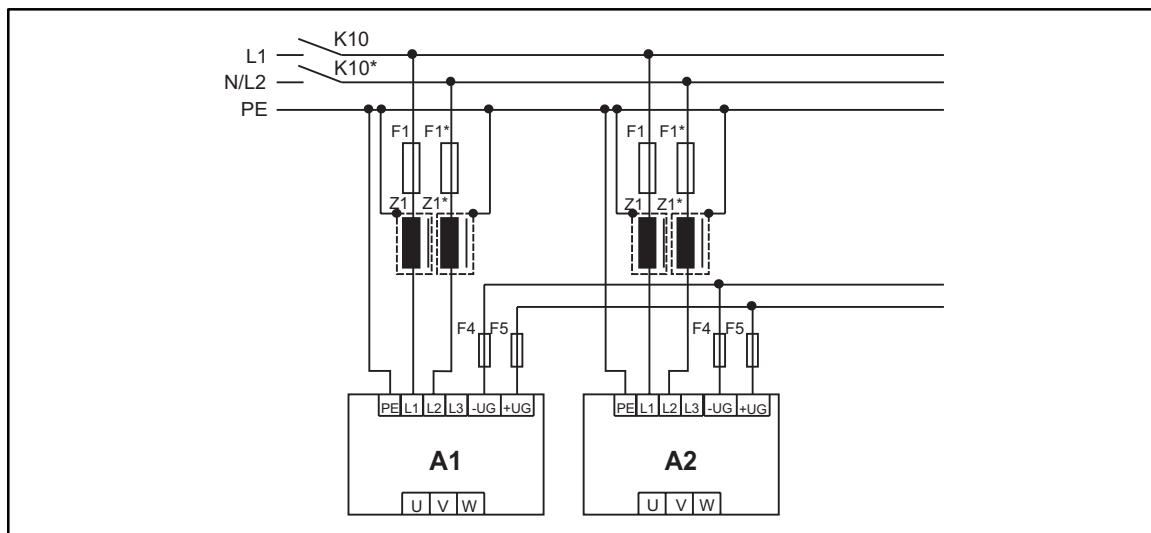 K10
L1
K10*
N/L2
PE
F1 F1* F1 F1*
Z1 Z1* Z1 Z1*
F4 F5 F4 F5
PE L1 L2 L3 -UG +UG PE L1 L2 L3 -UG +UG
A1 A2
U V W U V W